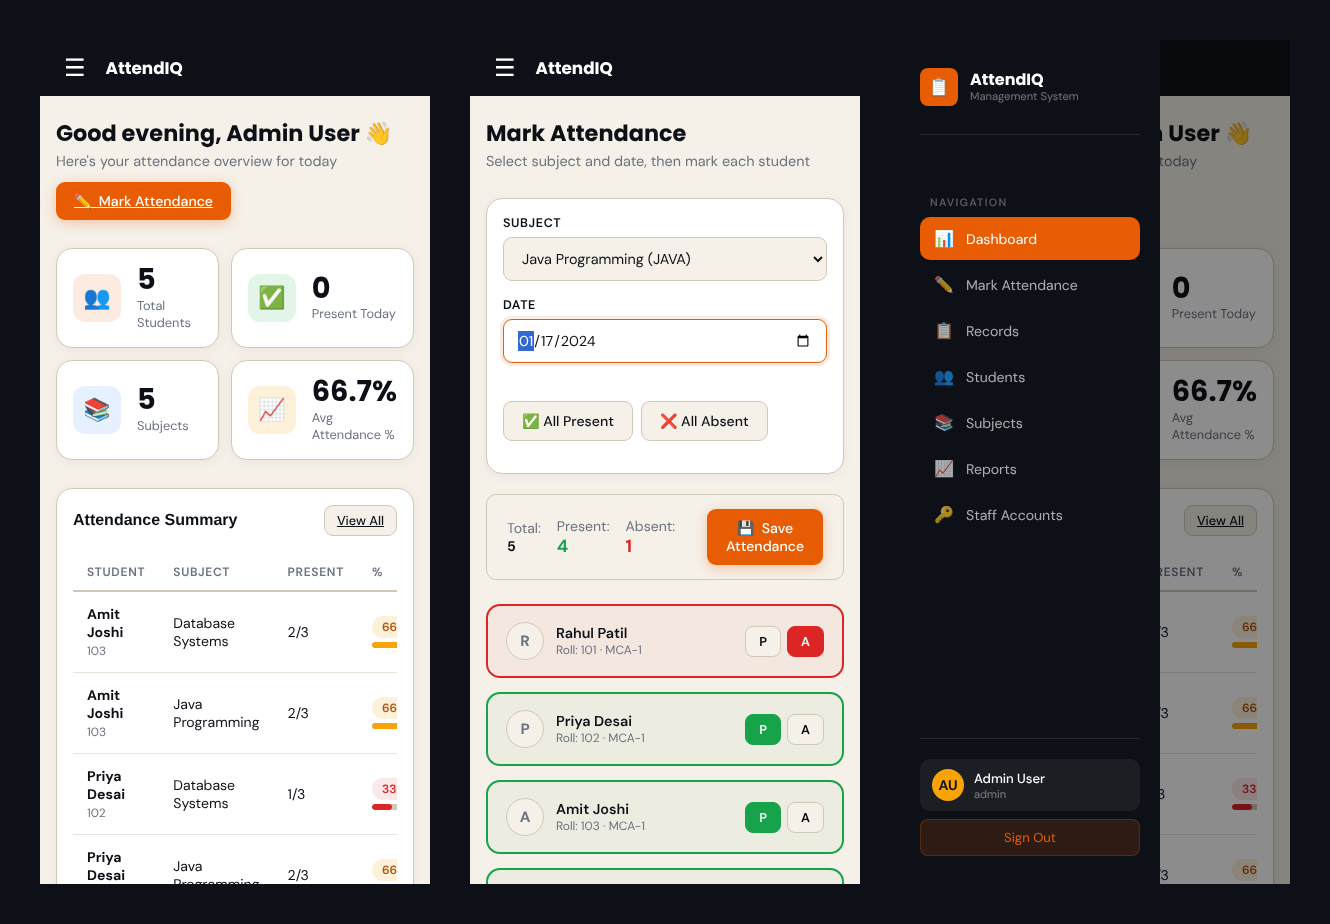 ☰ AttendIQ
Good evening, Admin User 👋
Here's your attendance overview for today
✏️ Mark Attendance
5
Total
Students
0
Present Today
5
Subjects
66.7%
Avg
Attendance %
Attendance Summary
View All
STUDENT SUBJECT PRESENT %
Amit
Joshi
103
Database
Systems
2/3
66
Amit
Joshi
103
Java
Programming
2/3
66
Priya
Desai
102
Database
Systems
1/3
33
Priya
Desai
Java
Programming
2/3
66
☰ AttendIQ
Mark Attendance
Select subject and date, then mark each student
SUBJECT
Java Programming (JAVA)
DATE
01/17/2024
✅ All Present
❌ All Absent
Total:
5
Present:
4
Absent:
1
💾 Save
Attendance
R
Rahul Patil
Roll: 101 · MCA-1
P A
P
Priya Desai
Roll: 102 · MCA-1
P A
A
Amit Joshi
Roll: 103 · MCA-1
P A
AttendIQ
Management System
NAVIGATION
Dashboard
Mark Attendance
Records
Students
Subjects
Reports
Staff Accounts
AU
Admin User
admin
Sign Out
n User 👋
today
0
Present Today
66.7%
Avg
Attendance %
View All
RESENT %
/3
66
/3
66
3
33
/3
66